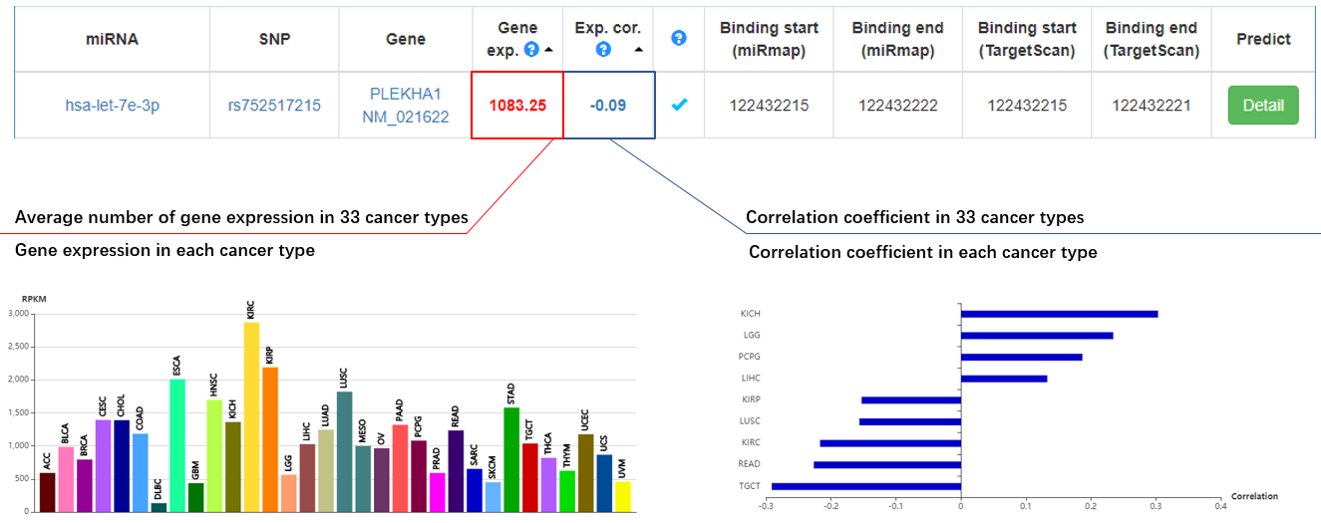 miRNA
SNP
Gene
Gene
exp. ?
Exp. cor.
?
?
Binding start
(miRmap)
Binding end
(miRmap)
Binding start
(TargetScan)
Binding end
(TargetScan)
Predict
hsa-let-7e-3p
rs752517215
PLEKHA1
NM_021622
1083.25
-0.09
122432215
122432222
122432215
122432221
Detail
Average number of gene expression in 33 cancer types
Correlation coefficient in 33 cancer types
Gene expression in each cancer type
Correlation coefficient in each cancer type
RPKM
3,000
2,500
2,000
1,500
1,000
500
0
ACC
BLCA
BRCA
CESC
CHOL
COAD
DLBC
ESCA
GBM
HNSC
KICH
KIRC
KIRP
LGG
LIHC
LUAD
LUSC
MESO
OV
PAAD
PCPG
PRAD
READ
SARC
SKCM
STAD
TGCT
THCA
THYM
UCEC
UCS
UVM
KICH
LGG
PCPG
LIHC
KIRP
LUSC
KIRC
READ
TGCT
-0.3
-0.2
-0.1
0
0.1
0.2
0.3
0.4
Correlation